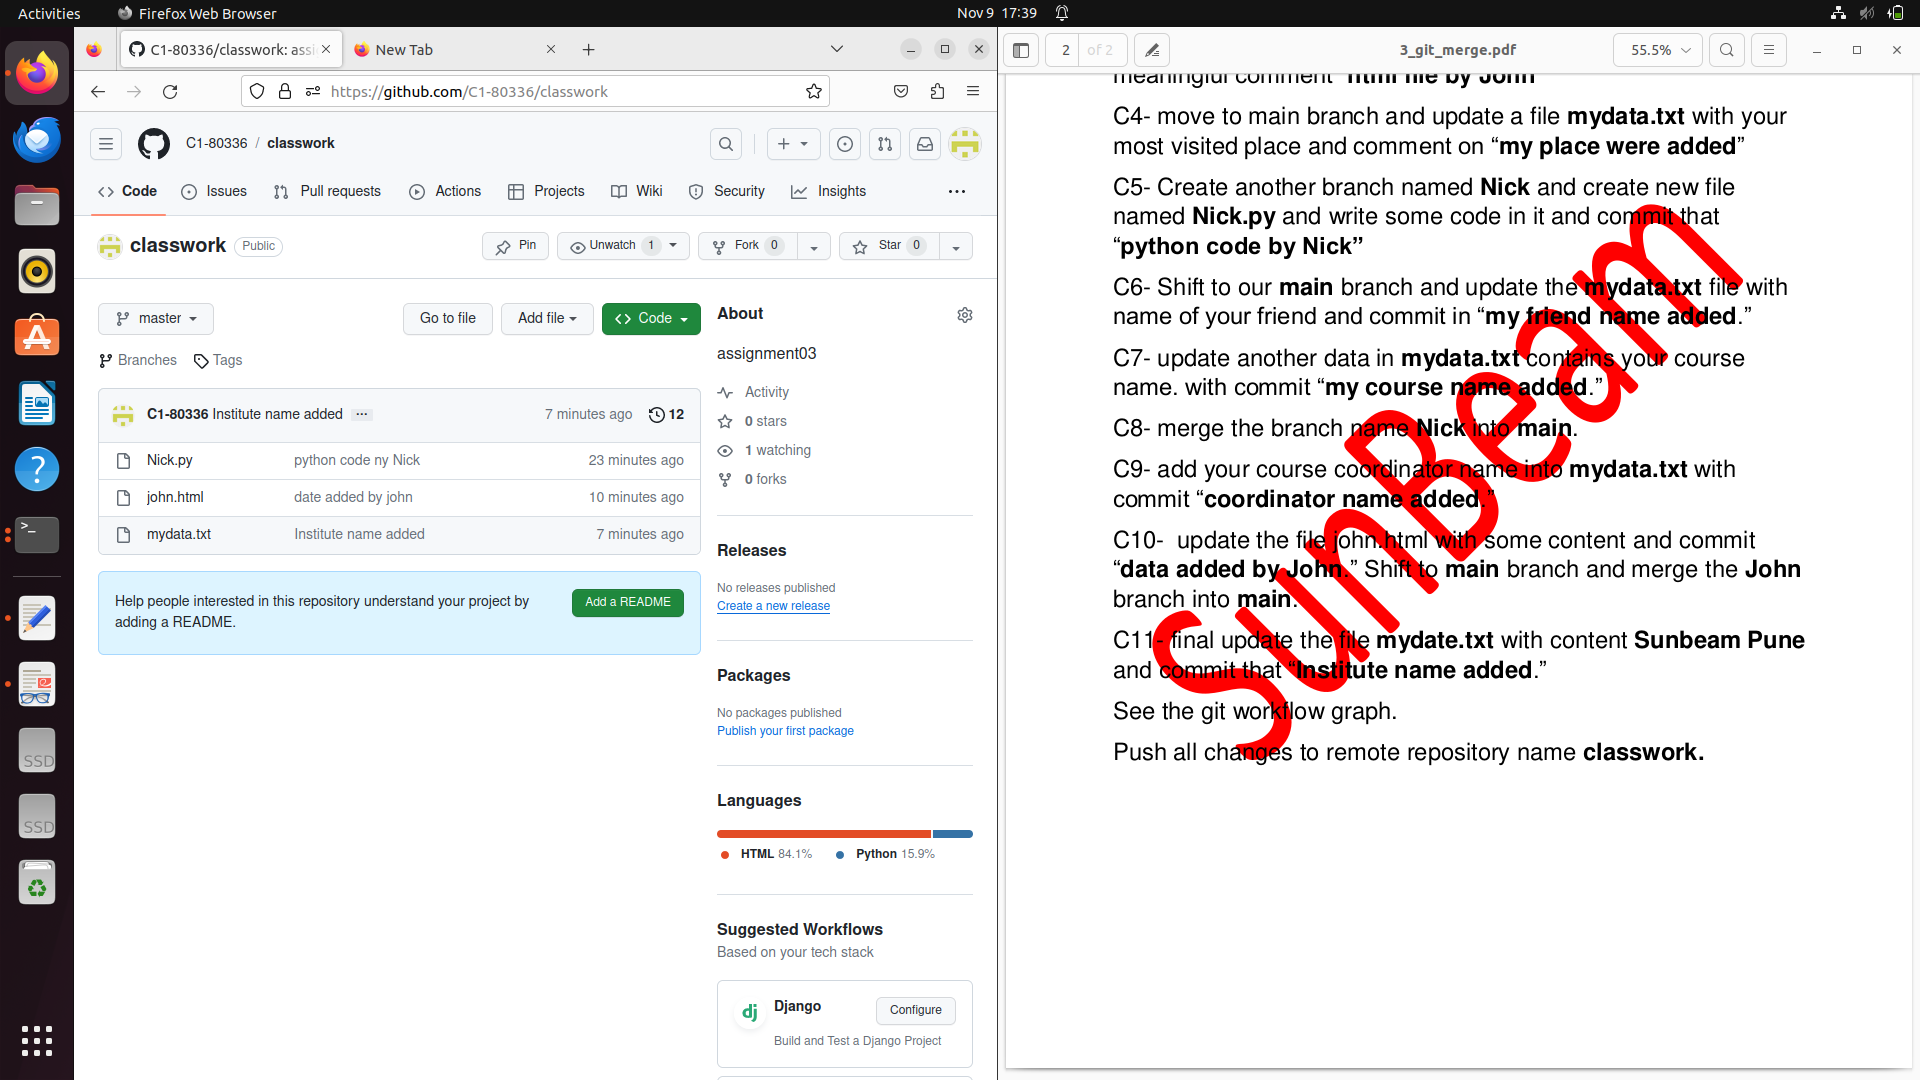 Activities
Firefox Web Browser
Nov 9 17:39
C1-80336/classwork: assi
New Tab
https://github.com/C1-80336/classwork
C1-80336 / classwork
Code
Issues
Pull requests
Actions
Projects
Wiki
Security
Insights
classwork Public
Pin
Unwatch 1
Fork 0
Star 0
master
Go to file
Add file
Code
Branches
Tags
C1-80336 Institute name added
7 minutes ago
12
Nick.py python code ny Nick 23 minutes ago
john.html date added by john 10 minutes ago
mydata.txt Institute name added 7 minutes ago
Help people interested in this repository understand your project by
adding a README.
Add a README
About
assignment03
Activity
0 stars
1 watching
0 forks
Releases
No releases published
Create a new release
Packages
No packages published
Publish your first package
Languages
HTML 84.1% Python 15.9%
Suggested Workflows
Based on your tech stack
dj
Django
Configure
Build and Test a Django Project
>_
?
SSD
SSD
2 of 2
3_git_merge.pdf
55.5%
meaningful comment “html file by John
C4- move to main branch and update a file mydata.txt with your
most visited place and comment on “my place were added”
C5- Create another branch named Nick and create new file
named Nick.py and write some code in it and commit that
“python code by Nick”
C6- Shift to our main branch and update the mydata.txt file with
name of your friend and commit in “my friend name added.”
C7- update another data in mydata.txt contains your course
name. with commit “my course name added.”
C8- merge the branch name Nick into main.
C9- add your course coordinator name into mydata.txt with
commit “coordinator name added.”
C10-  update the file john.html with some content and commit
“data added by John.” Shift to main branch and merge the John
branch into main.
C11- final update the file mydate.txt with content Sunbeam Pune
and commit that “Institute name added.”
See the git workflow graph.
Push all changes to remote repository name classwork.
SunBeam